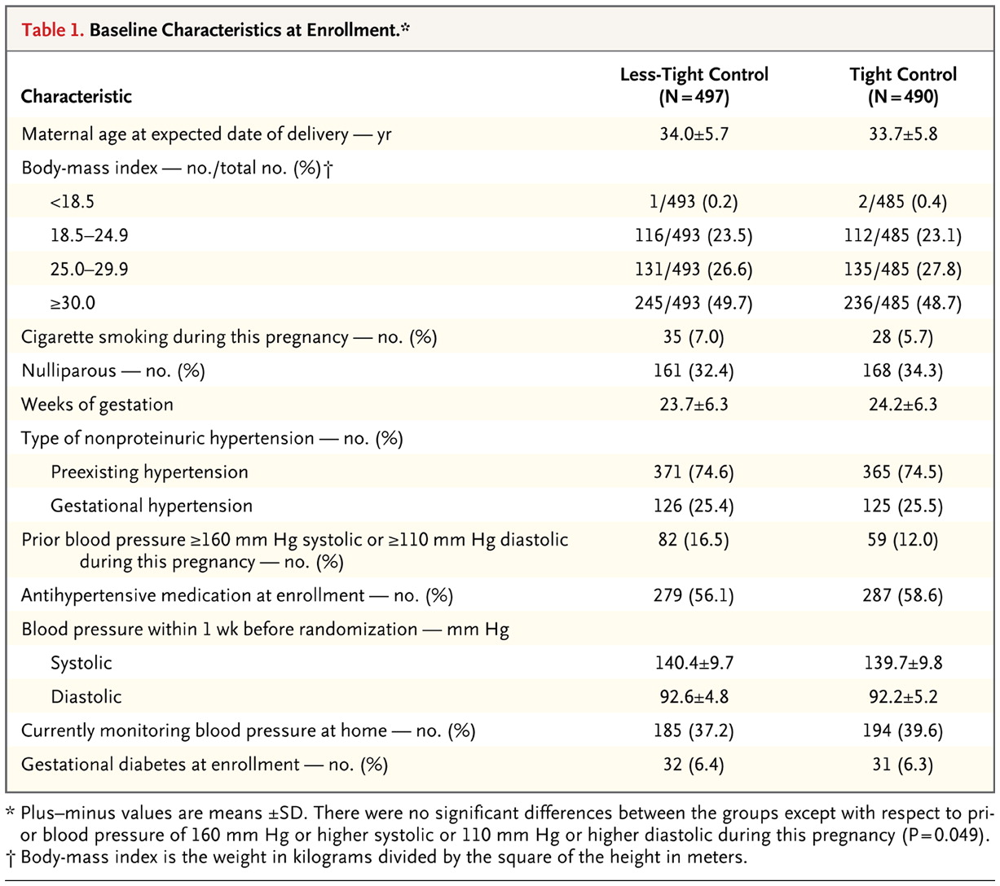 Table 1. Baseline Characteristics at Enrollment.*
Characteristic Less-Tight Control (N=497) Tight Control (N=490)
Maternal age at expected date of delivery — yr 34.0±5.7 33.7±5.8
Body-mass index — no./total no. (%)†
<18.5 1/493 (0.2) 2/485 (0.4)
18.5–24.9 116/493 (23.5) 112/485 (23.1)
25.0–29.9 131/493 (26.6) 135/485 (27.8)
≥30.0 245/493 (49.7) 236/485 (48.7)
Cigarette smoking during this pregnancy — no. (%) 35 (7.0) 28 (5.7)
Nulliparous — no. (%) 161 (32.4) 168 (34.3)
Weeks of gestation 23.7±6.3 24.2±6.3
Type of nonproteinuric hypertension — no. (%)
Preexisting hypertension 371 (74.6) 365 (74.5)
Gestational hypertension 126 (25.4) 125 (25.5)
Prior blood pressure ≥160 mm Hg systolic or ≥110 mm Hg diastolic 82 (16.5) 59 (12.0)
during this pregnancy — no. (%)
Antihypertensive medication at enrollment — no. (%) 279 (56.1) 287 (58.6)
Blood pressure within 1 wk before randomization — mm Hg
Systolic 140.4±9.7 139.7±9.8
Diastolic 92.6±4.8 92.2±5.2
Currently monitoring blood pressure at home — no. (%) 185 (37.2) 194 (39.6)
Gestational diabetes at enrollment — no. (%) 32 (6.4) 31 (6.3)
* Plus–minus values are means ±SD. There were no significant differences between the groups except with respect to pri-
or blood pressure of 160 mm Hg or higher systolic or 110 mm Hg or higher diastolic during this pregnancy (P=0.049).
† Body-mass index is the weight in kilograms divided by the square of the height in meters.